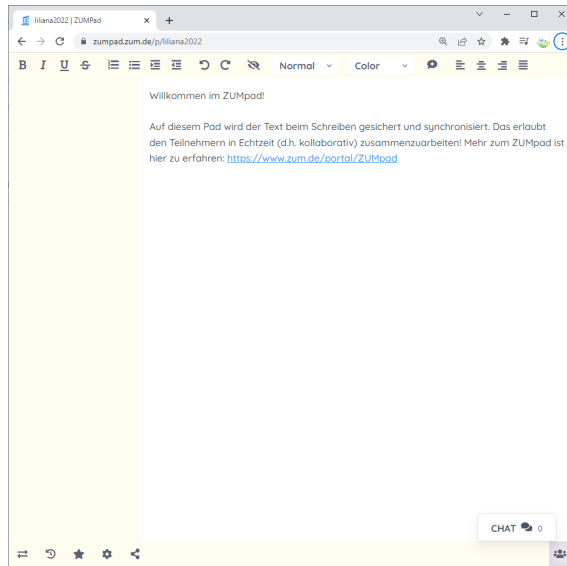 liliana2022 | ZUMPad
zumpad.zum.de/p/liliana2022
B I U S Normal Color
Willkommen im ZUMpad!
Auf diesem Pad wird der Text beim Schreiben gesichert und synchronisiert. Das erlaubt
den Teilnehmern in Echtzeit (d.h. kollaborativ) zusammenzuarbeiten! Mehr zum ZUMpad ist
hier zu erfahren: https://www.zum.de/portal/ZUMpad
CHAT 0